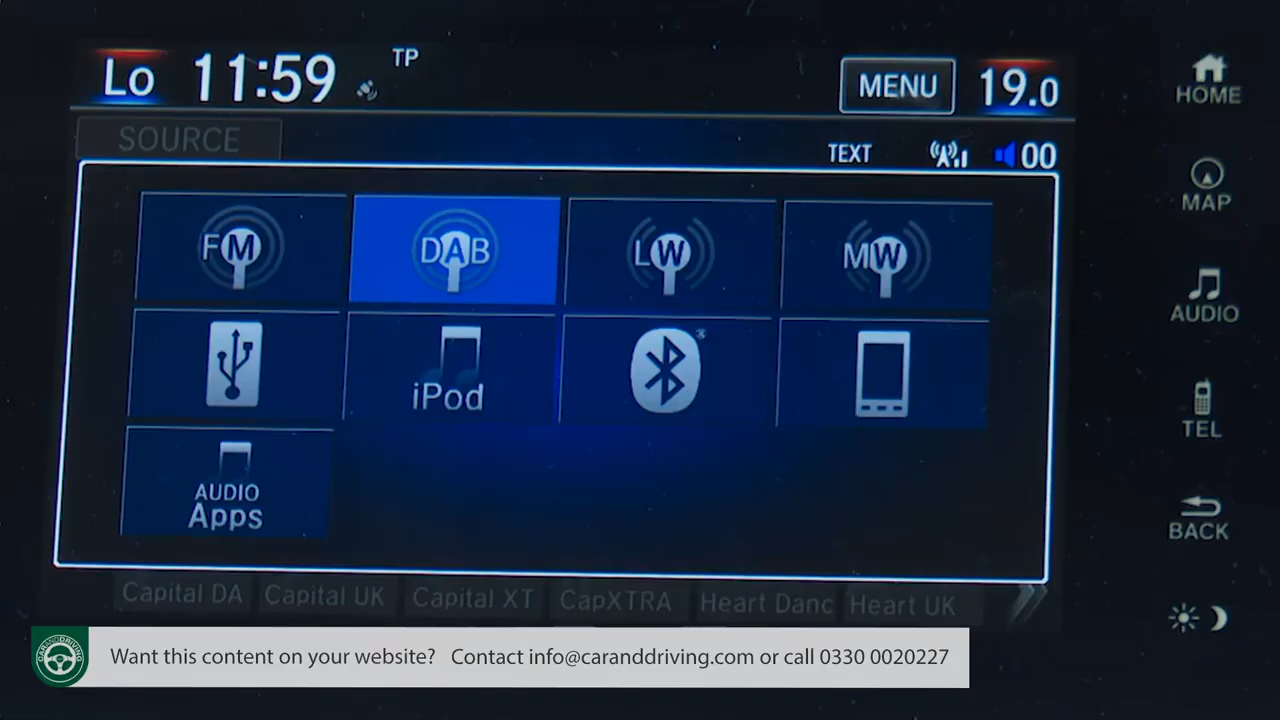 Lo 11:59 TP MENU 19.0
HOME
SOURCE
TEXT 00
FM DAB LW MW
MAP
iPod
AUDIO
TEL
AUDIO
Apps
BACK
Capital DA Capital UK Capital XT CapXTRA Heart Danc Heart UK
CARANDDRIVING
Want this content on your website? Contact info@caranddriving.com or call 0330 0020227